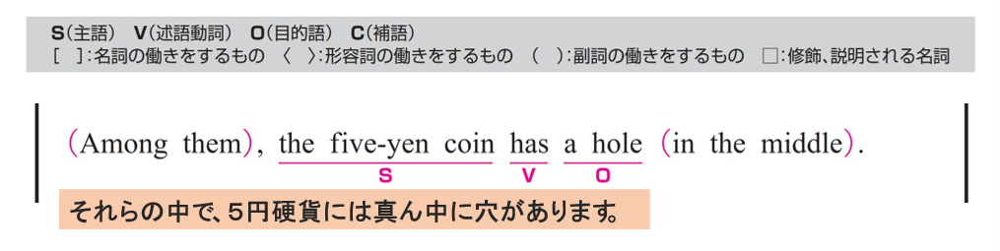 S(主語) V(述語動詞) O(目的語) C(補語)
[ ]:名詞の働きをするもの 〈 〉:形容詞の働きをするもの ( ):副詞の働きをするもの □:修飾、説明される名詞
(Among them), the five-yen coin has a hole (in the middle).
S V O
それらの中で、５円硬貨には真ん中に穴があります。